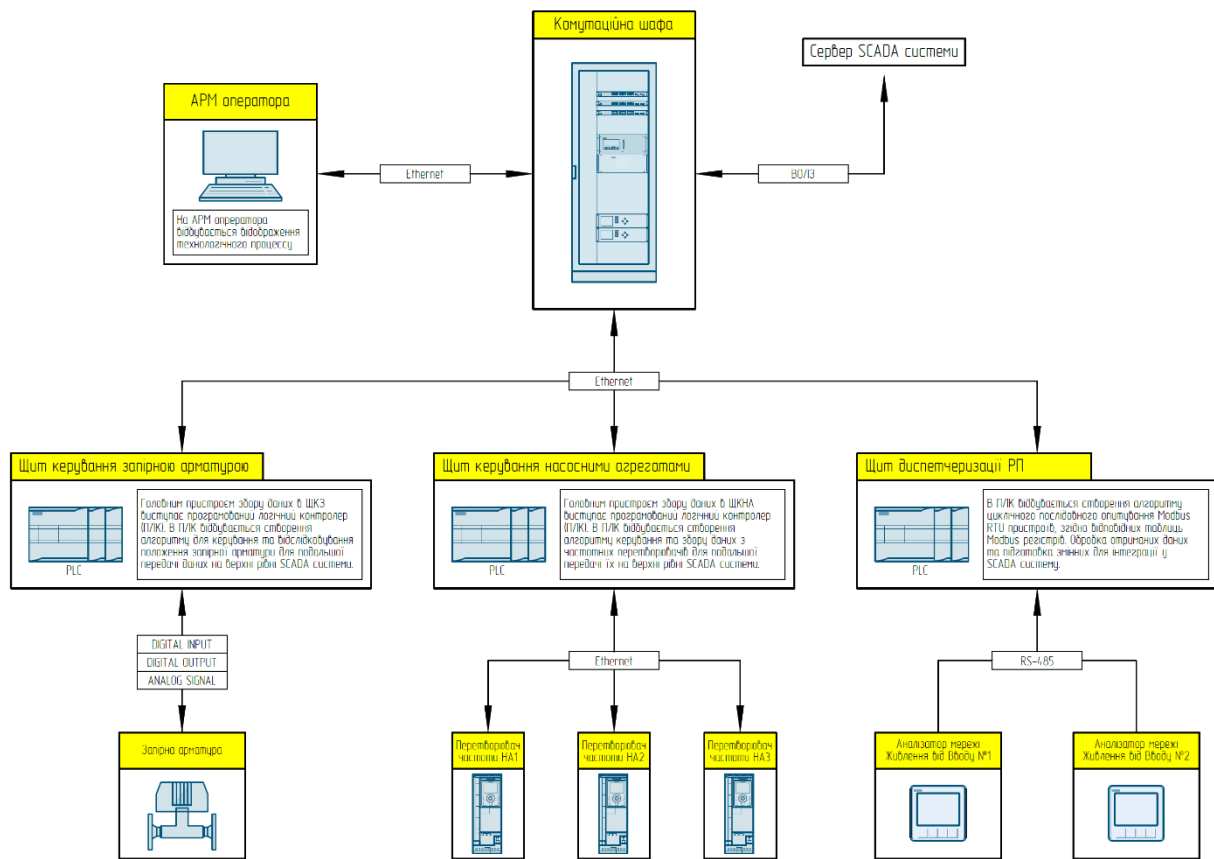 Комутаційна шафа
Сервер SCADA системи
АРМ оператора
На АРМ опрератора
відбувається відображення
технологічного процессу
Ethernet
ВОЛЗ
Ethernet
Щит керування запірною арматурою
Головним пристроєм збору даних в ЩКЗ
виступає програмований логічний контролер
(ПЛК). В ПЛК відбувається створення
алгоритму для керування та відслідковування
положення запірної арматури для подальшої
передачі даних на верхні рівні SCADA системи.
PLC
Щит керування насосними агрегатами
Головним пристроєм збору даних в ЩКНА
виступає програмований логічний контролер
(ПЛК). В ПЛК відбувається створення
алгоритму керування та збору даних з
частотних перетворювачів для подальшої
передачі їх на верхні рівні SCADA системи.
PLC
Щит диспетчеризації РП
В ПЛК відбувається створення алгоритму
циклічного послідовного опитування Modbus
RTU пристроїв, згідно відповідних таблиць
Modbus регістрів. Обробка отриманих даних
та підготовка змінних для інтеграції у
SCADA систему.
PLC
DIGITAL INPUT
DIGITAL OUTPUT
ANALOG SIGNAL
Ethernet
RS-485
Запірна арматура
Перетворювач
частоти НА1
Перетворювач
частоти НА2
Перетворювач
частоти НА3
Аналізатор мережі
Живлення від Вводу №1
Аналізатор мережі
Живлення від Вводу №2